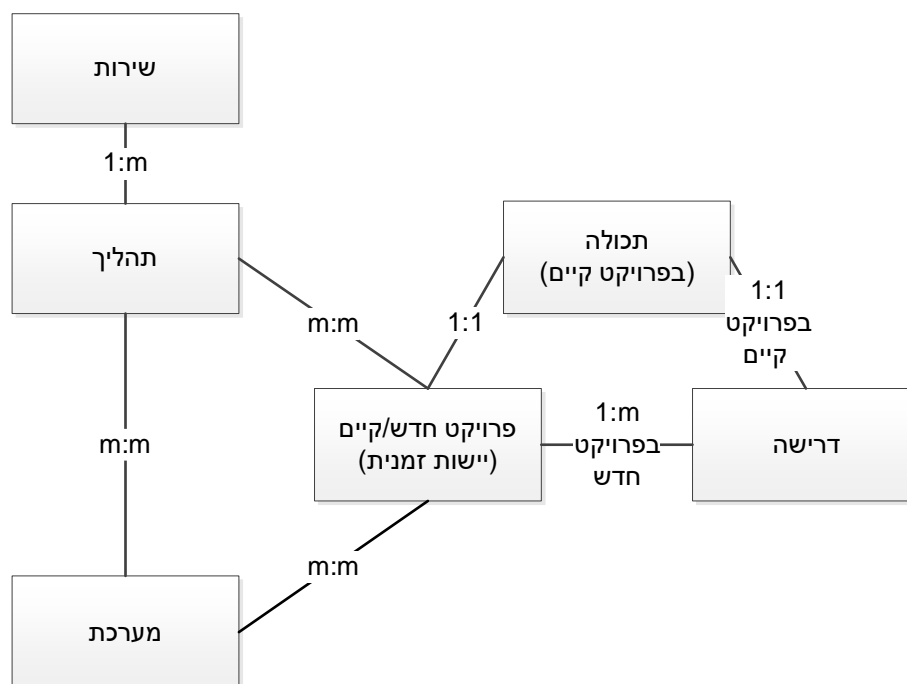 שירות
1:m
תהליך
תכולה
(בפרויקט קיים)
m:m
1:1
1:1
בפרויקט
קיים
m:m
פרויקט חדש/קיים
(יישות זמנית)
1:m
בפרויקט
חדש
דרישה
m:m
מערכת